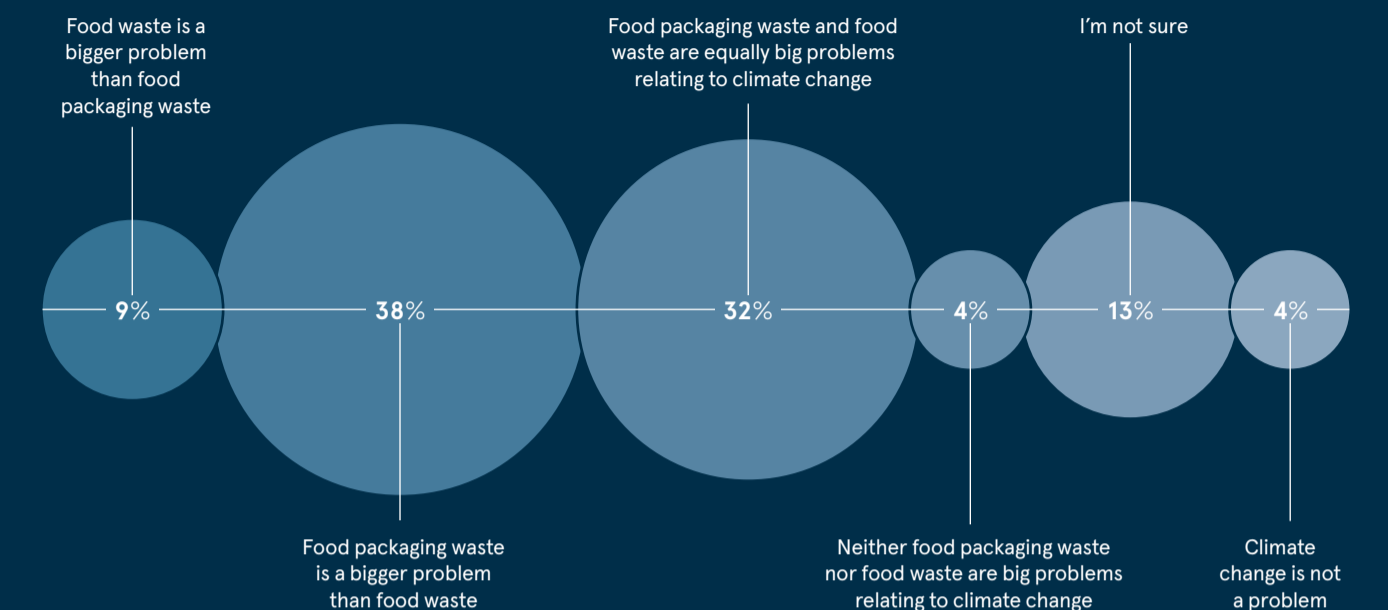 Food waste is a
bigger problem
than food
packaging waste
Food packaging waste and food
waste are equally big problems
relating to climate change
I’m not sure
9%
38%
32%
4%
13%
4%
Food packaging waste
is a bigger problem
than food waste
Neither food packaging waste
nor food waste are big problems
relating to climate change
Climate
change is not
a problem